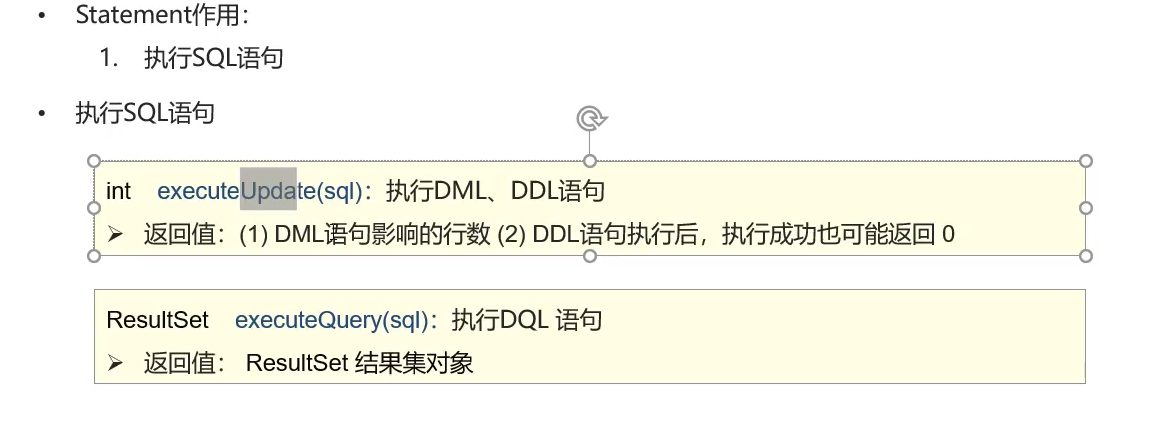 • Statement作用：
1. 执行SQL语句
• 执行SQL语句
int executeUpdate(sql)：执行DML、DDL语句
➢ 返回值：(1) DML语句影响的行数 (2) DDL语句执行后，执行成功也可能返回 0
ResultSet executeQuery(sql)：执行DQL 语句
➢ 返回值： ResultSet 结果集对象